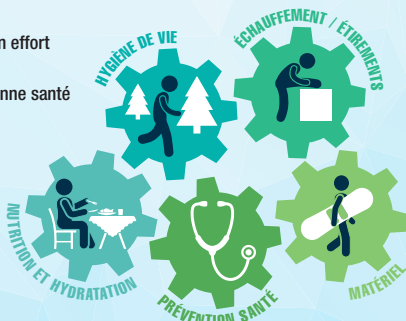 n effort
nne santé
HYGIÈNE DE VIE
ÉCHAUFFEMENT / ÉTIREMENTS
NUTRITION ET HYDRATATION
PRÉVENTION SANTÉ
MATÉRIEL